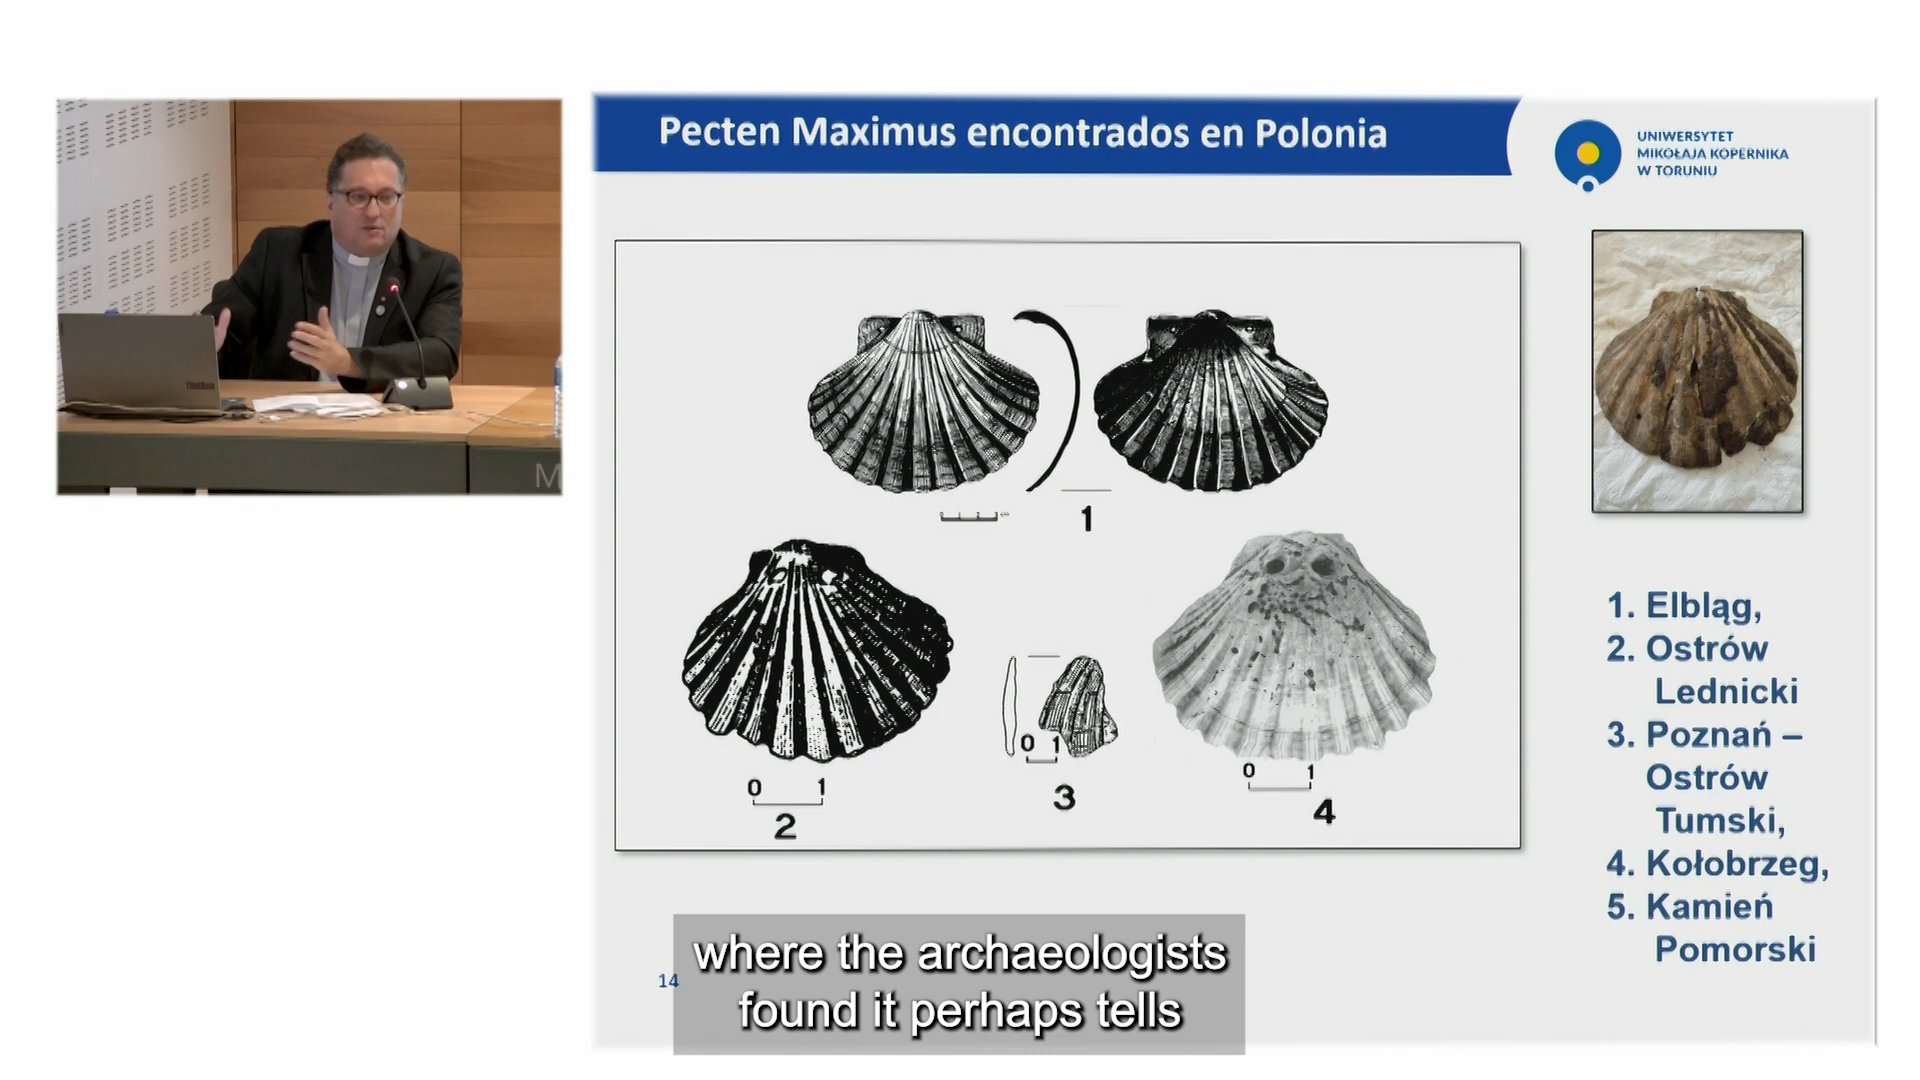 Pecten Maximus encontrados en Polonia
UNIWERSYTET
MIKOŁAJA KOPERNIKA
W TORUNIU
ThinkBook
M
1
0 1
2
0 1
3
0 1
4
1. Elbląg,
2. Ostrów
Lednicki
3. Poznań –
Ostrów
Tumski,
4. Kołobrzeg,
5. Kamień
Pomorski
14
where the archaeologists
found it perhaps tells